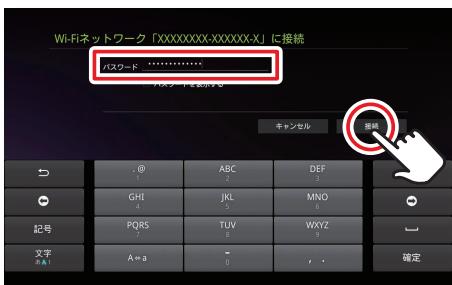 Wi-Fiネットワーク「XXXXXXXX-XXXXXX-X」に接続
パスワード ･････････････
パスワードを表示する
キャンセル 接続
. @ ABC DEF
1 2 3
GHI JKL MNO
4 5 6
記号 PQRS TUV WXYZ
7 8 9
文字 A⇔a - , . 確定
あA1 0